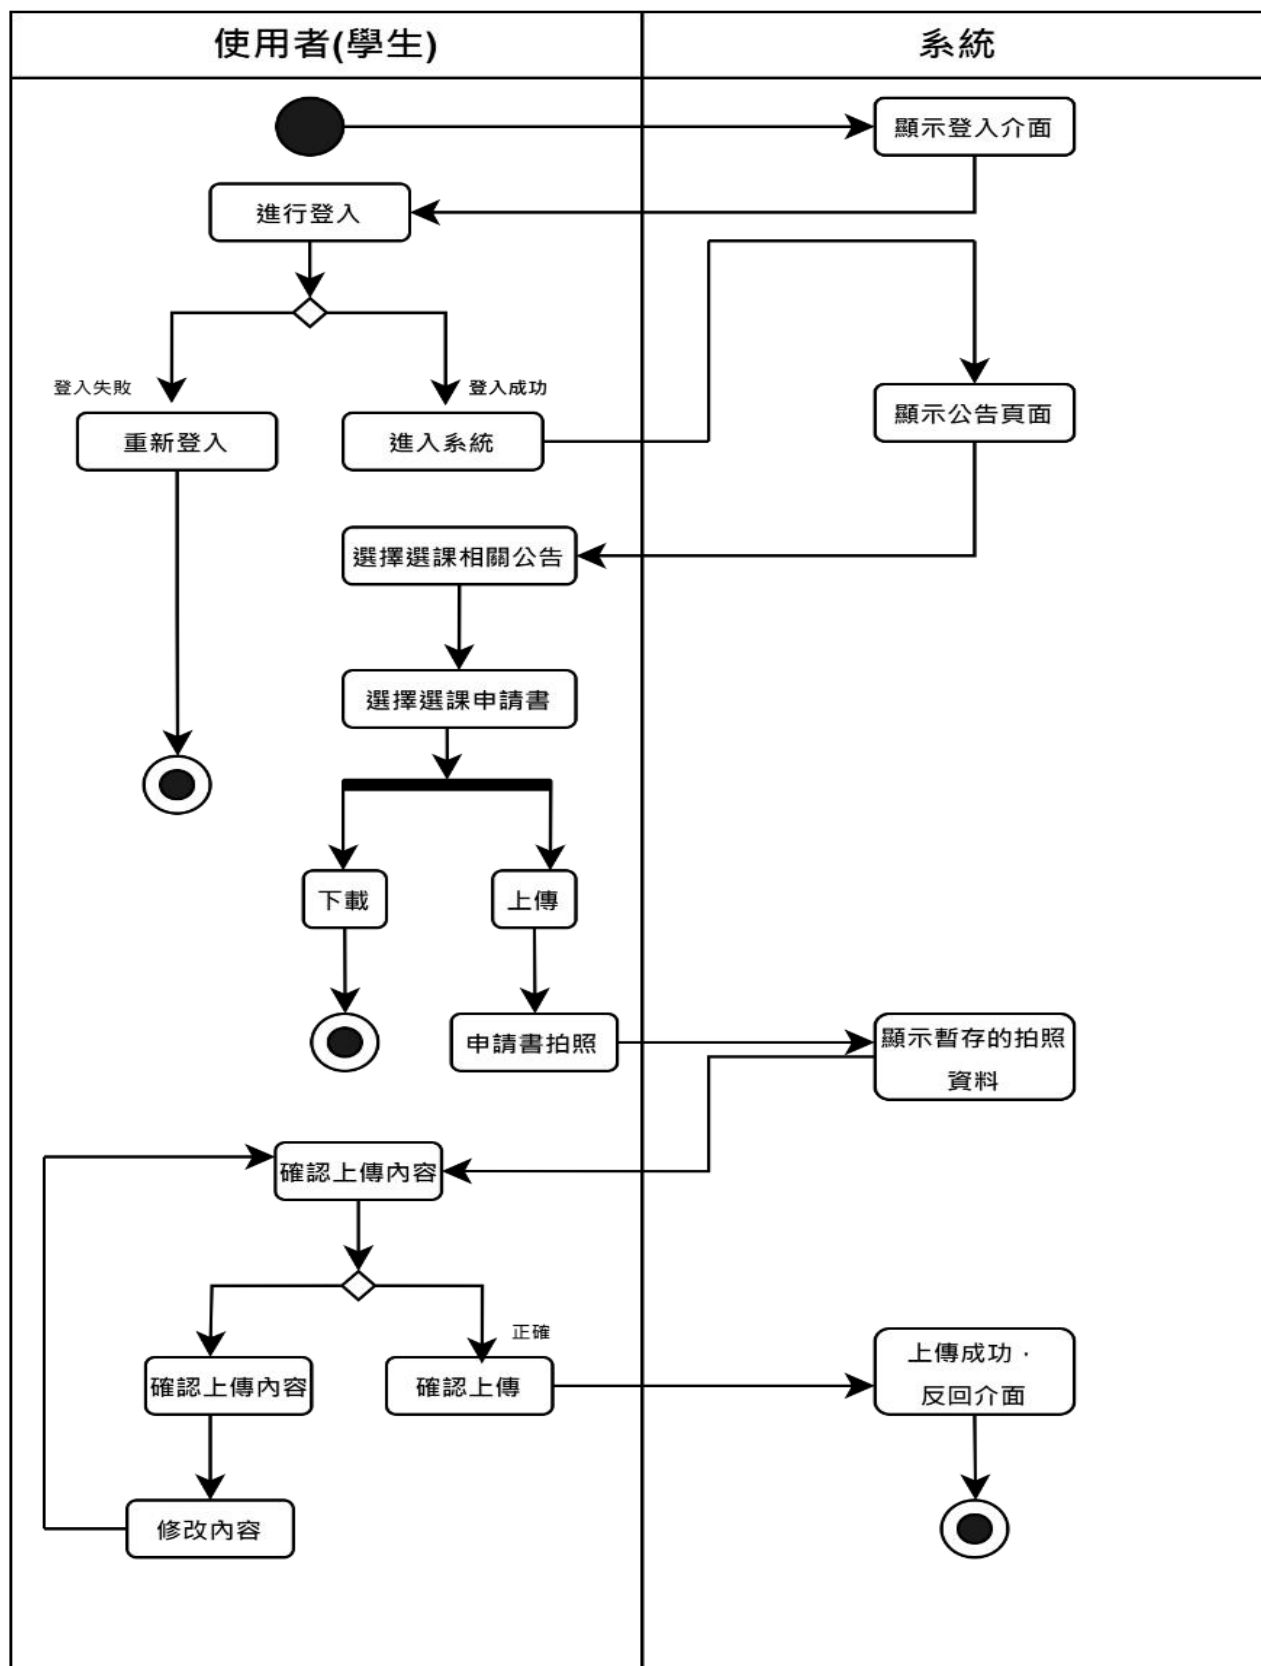 使用者(學生)
系統
顯示登入介面
進行登入
登入失敗
登入成功
顯示公告頁面
重新登入
進入系統
選擇選課相關公告
選擇選課申請書
下載
上傳
申請書拍照
顯示暫存的拍照
資料
確認上傳內容
正確
確認上傳內容
確認上傳
上傳成功，
反回介面
修改內容